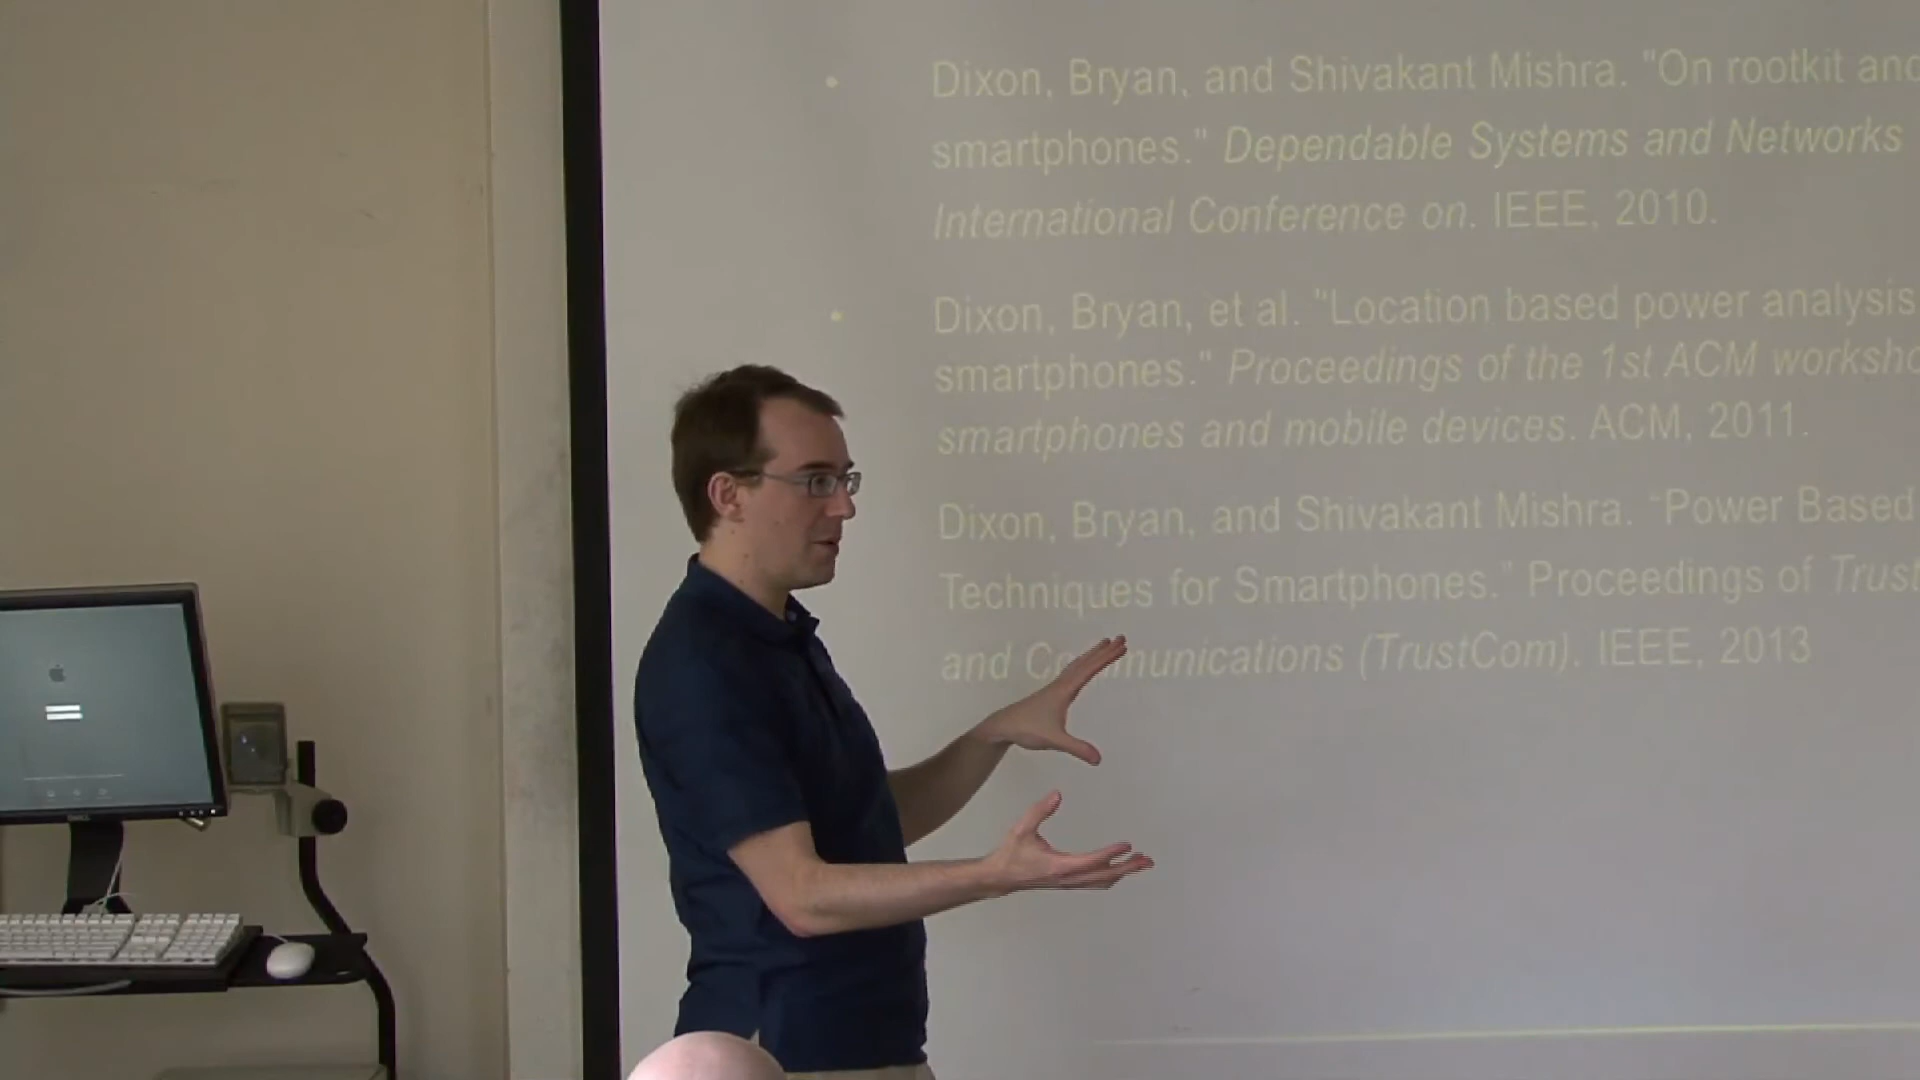 Dixon, Bryan, and Shivakant Mishra. "On rootkit and
smartphones." Dependable Systems and Networks
International Conference on. IEEE, 2010.
Dixon, Bryan, et al. "Location based power analysis
smartphones." Proceedings of the 1st ACM
smartphones and mobile devices. ACM, 2011.
Dixon, Bryan, and Shivakant Mishra. "Power Based
Techniques for Smartphones." Proceedings of Trust
and Communications (TrustCom). IEEE, 2013
DELL